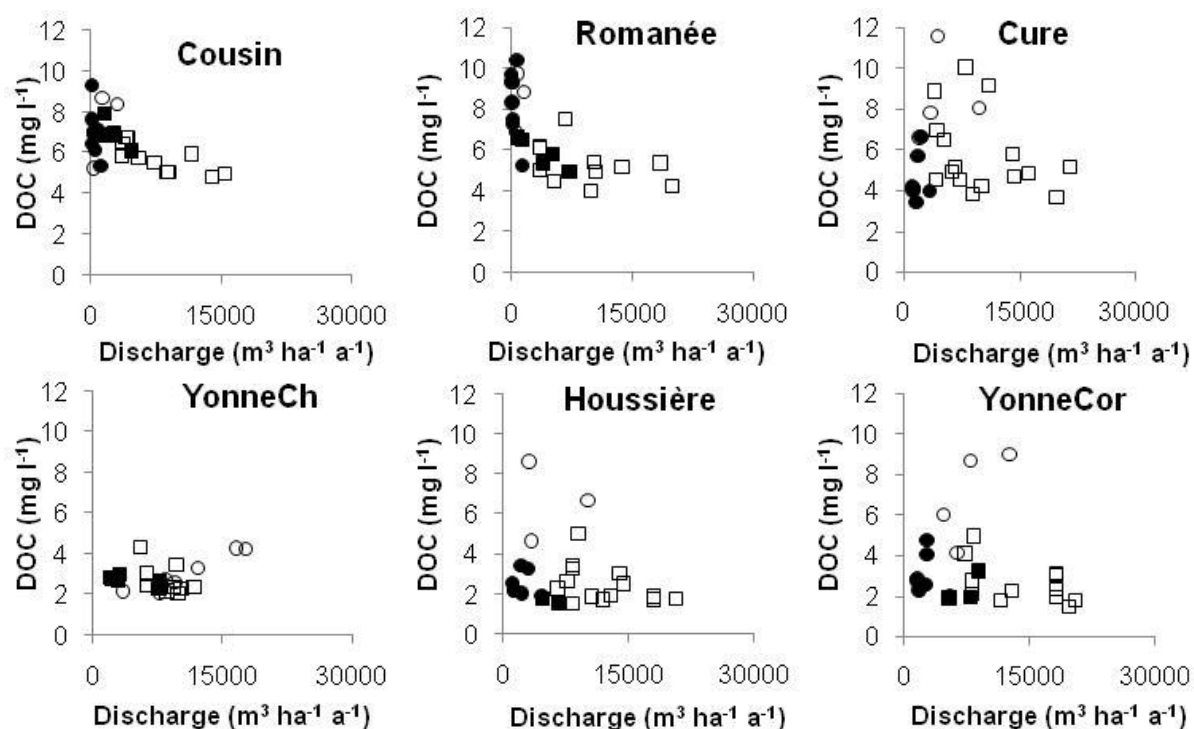 Cousin
12
10
8
6
4
2
0
DOC (mg l-1)
0 15000 30000
Discharge (m3 ha-1 a-1)
Romanée
12
10
8
6
4
2
0
DOC (mg l-1)
0 15000 30000
Discharge (m3 ha-1 a-1)
Cure
12
10
8
6
4
2
0
DOC (mg l-1)
0 15000 30000
Discharge (m3 ha-1 a-1)
YonneCh
12
10
8
6
4
2
0
DOC (mg l-1)
0 15000 30000
Discharge (m3 ha-1 a-1)
Houssière
12
10
8
6
4
2
0
DOC (mg l-1)
0 15000 30000
Discharge (m3 ha-1 a-1)
YonneCor
12
10
8
6
4
2
0
DOC (mg l-1)
0 15000 30000
Discharge (m3 ha-1 a-1)